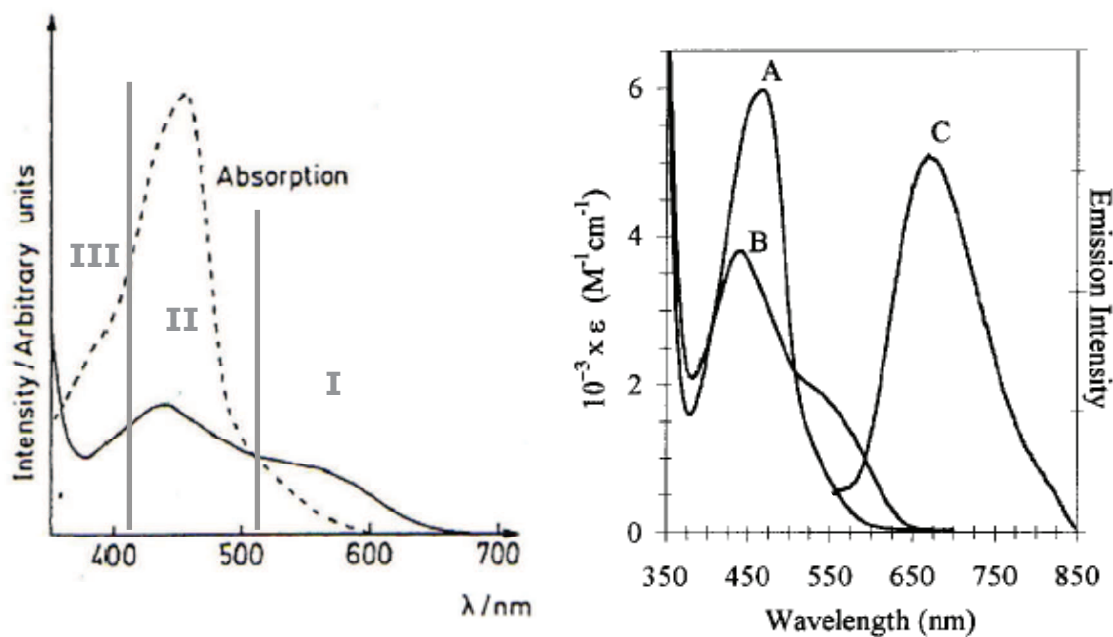 Intensity/Arbitrary units
Absorption
III
II
I
400
500
600
700
λ/nm
6
4
2
0
10⁻³ x ε (M⁻¹cm⁻¹)
A
B
C
Emission Intensity
350
450
550
650
750
850
Wavelength (nm)